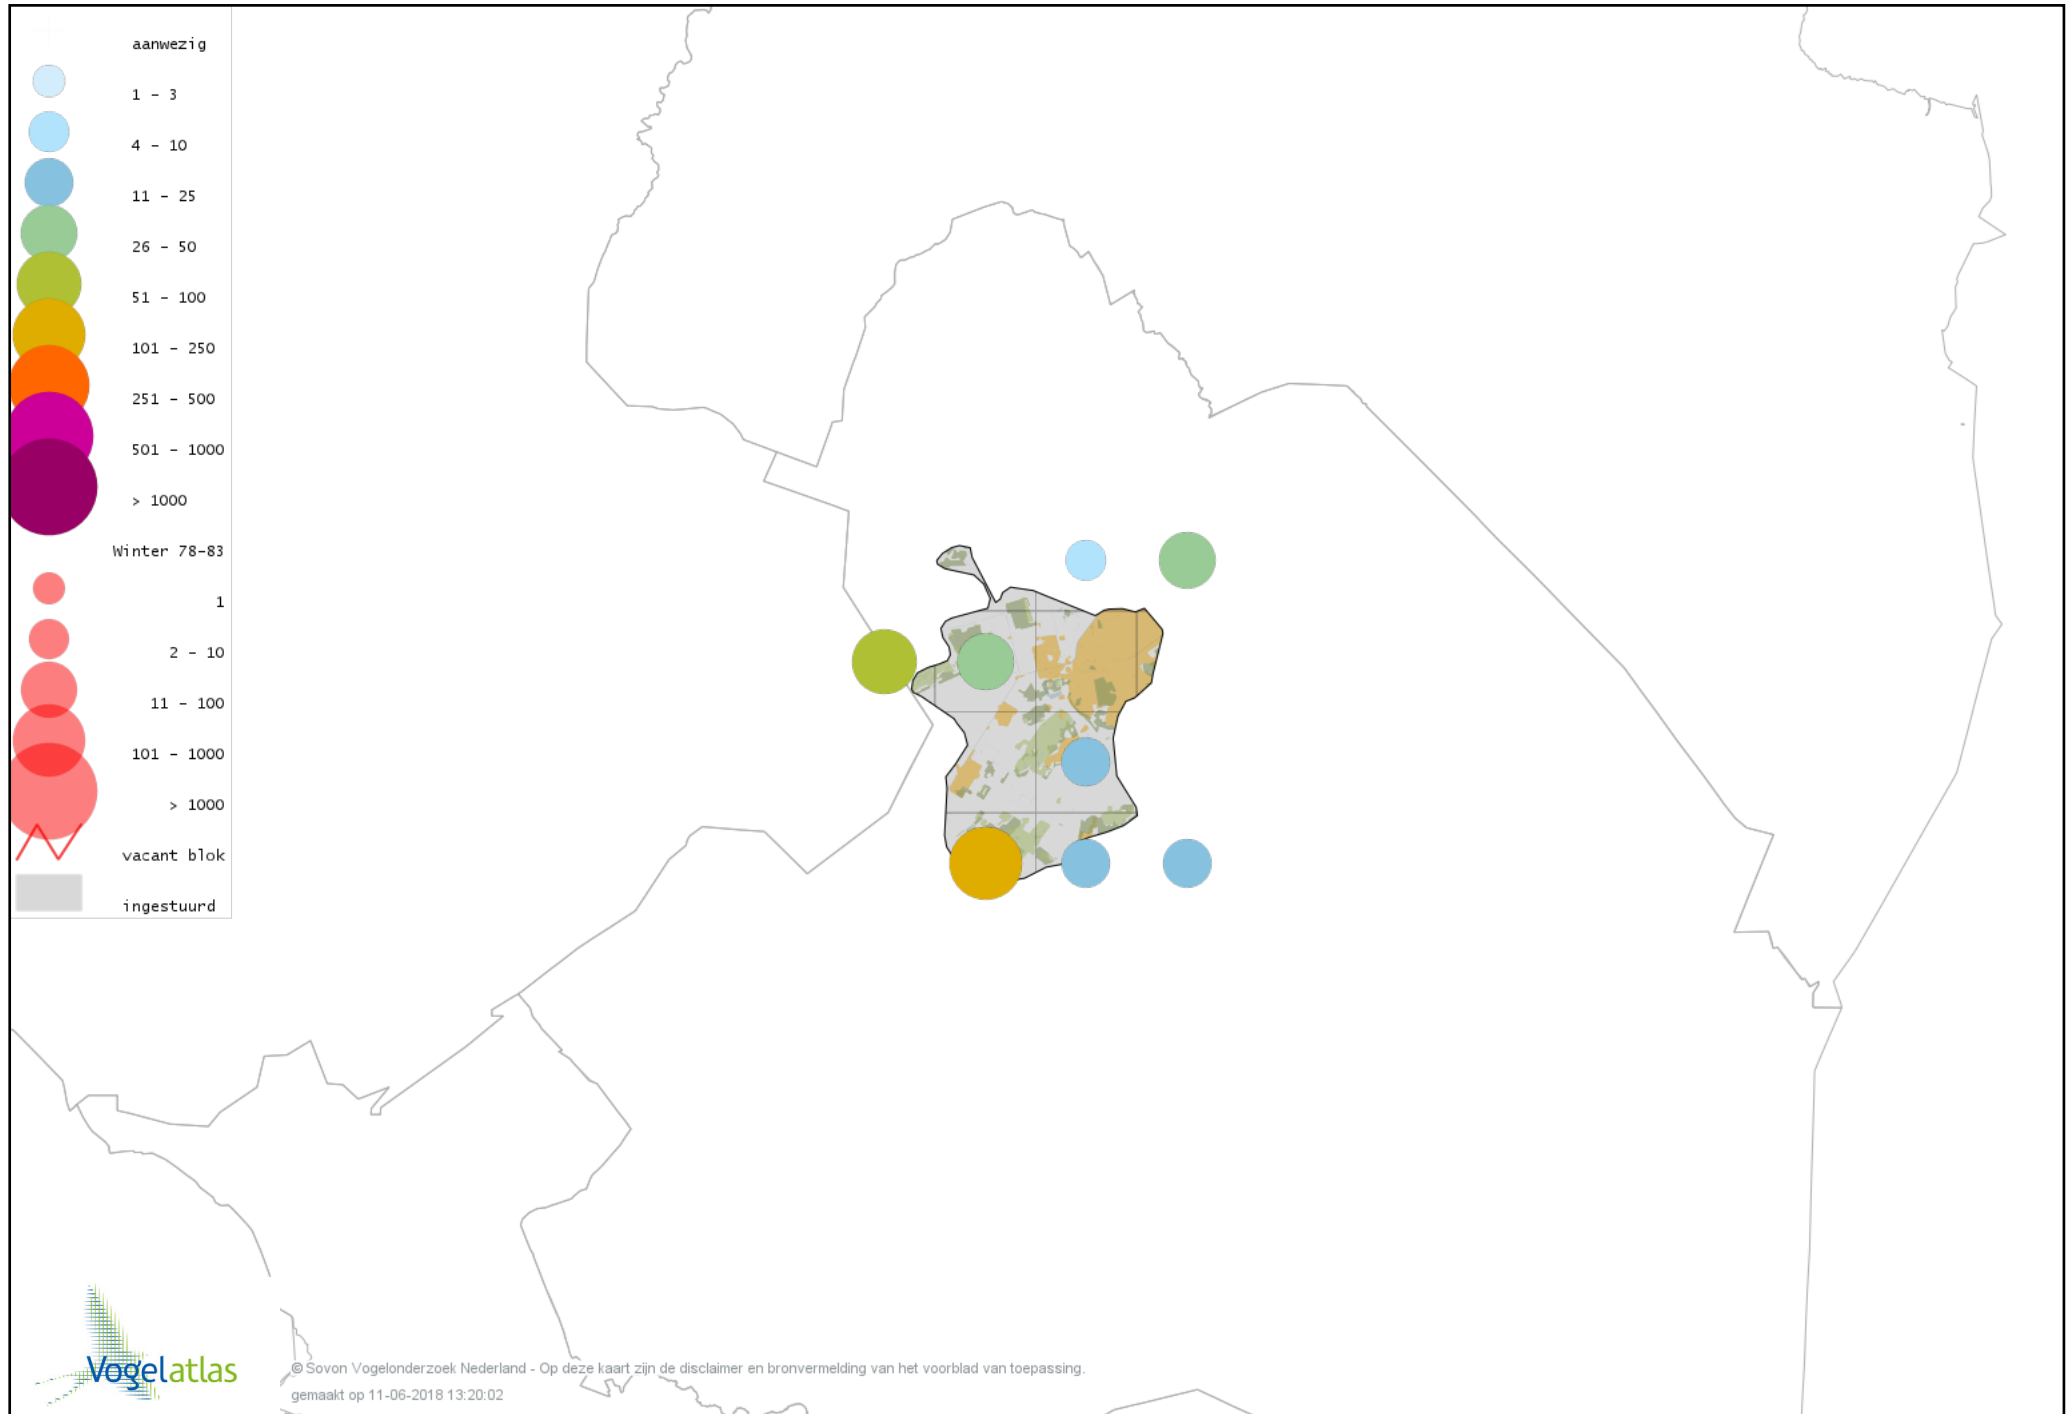 aanwezig
1 - 3
4 - 10
11 - 25
26 - 50
51 - 100
101 - 250
251 - 500
501 - 1000
> 1000
Winter 78-83
1
2 - 10
11 - 100
101 - 1000
> 1000
vacant blok
ingestuurd
Vogelatlas
© Sovon Vogelonderzoek Nederland - Op deze kaart zijn de disclaimer en bronvermelding van het voorblad van toepassing.
gemaakt op 11-06-2018 13:20:02